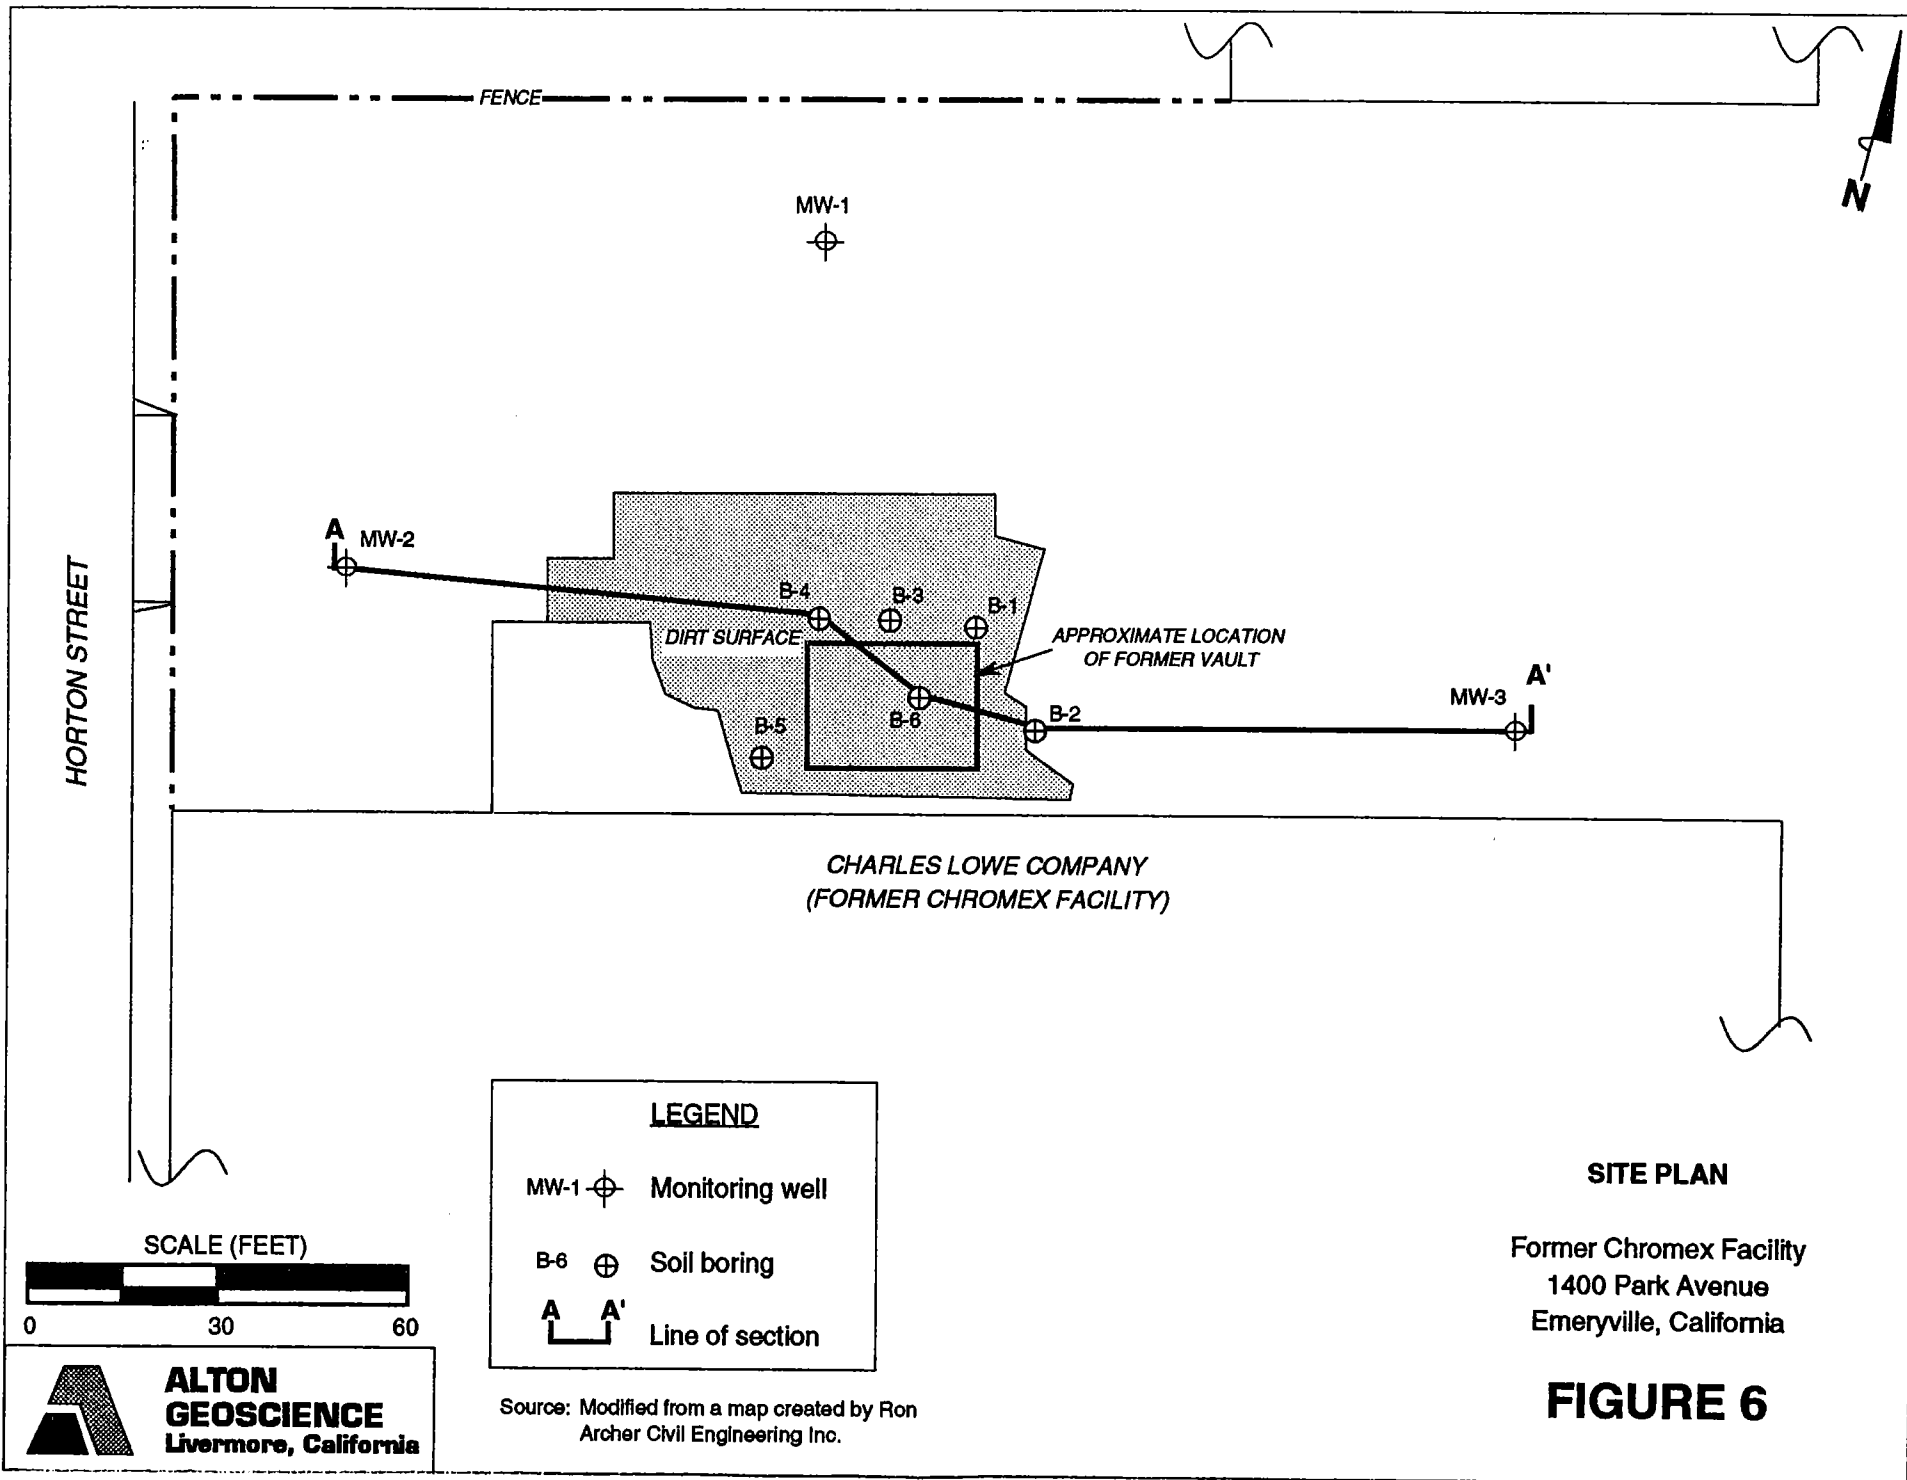 FENCE
N
MW-1
A
MW-2
HORTON STREET
B-4
B-3
B-1
DIRT SURFACE
APPROXIMATE LOCATION
OF FORMER VAULT
B-6
B-2
B-5
MW-3
A'
CHARLES LOWE COMPANY
(FORMER CHROMEX FACILITY)
LEGEND
MW-1 Monitoring well
B-6 Soil boring
A A'
Line of section
SCALE (FEET)
0 30 60
ALTON
GEOSCIENCE
Livermore, California
Source: Modified from a map created by Ron
Archer Civil Engineering Inc.
SITE PLAN
Former Chromex Facility
1400 Park Avenue
Emeryville, California
FIGURE 6